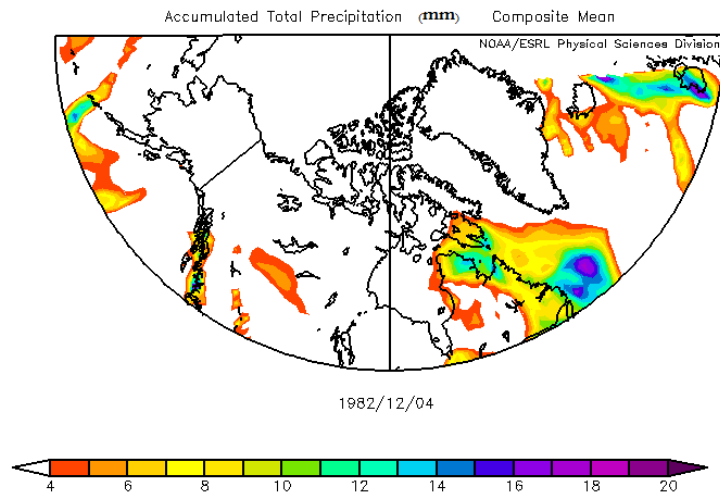 Accumulated Total Precipitation (mm) Composite Mean
NOAA/ESRL Physical Sciences Division
1982/12/04
4 6 8 10 12 14 16 18 20